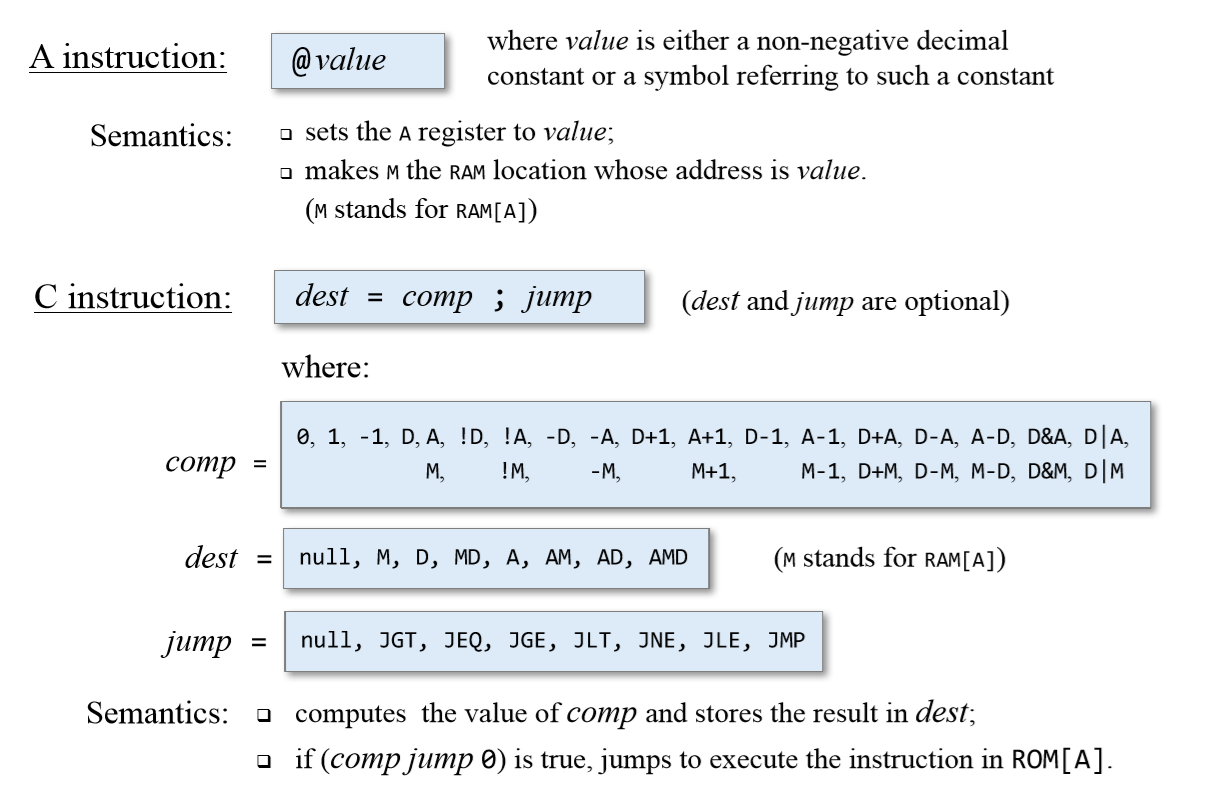 A instruction: @value where value is either a non-negative decimal
constant or a symbol referring to such a constant
Semantics: ❑ sets the A register to value;
❑ makes M the RAM location whose address is value.
(M stands for RAM[A])
C instruction: dest = comp ; jump (dest and jump are optional)
where:
comp = 0, 1, -1, D, A, !D, !A, -D, -A, D+1, A+1, D-1, A-1, D+A, D-A, A-D, D&A, D|A,
M, !M, -M, M+1, M-1, D+M, D-M, M-D, D&M, D|M
dest = null, M, D, MD, A, AM, AD, AMD (M stands for RAM[A])
jump = null, JGT, JEQ, JGE, JLT, JNE, JLE, JMP
Semantics: ❑ computes the value of comp and stores the result in dest;
❑ if (comp jump 0) is true, jumps to execute the instruction in ROM[A].